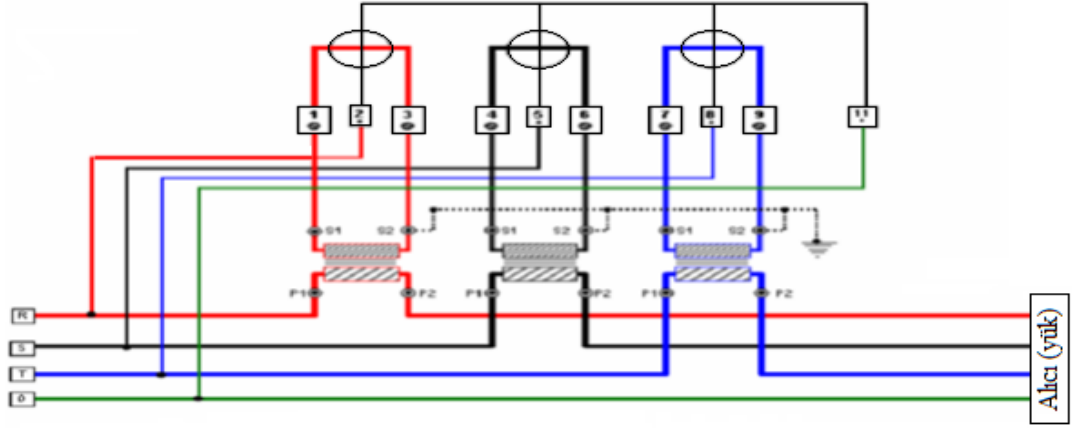 1 2 3 4 5 6 7 8 9 11
S1 S2 S1 S2 S1 S2
P1 P2 P1 P2 P1 P2
R
S
T
0
Alıcı (yük)